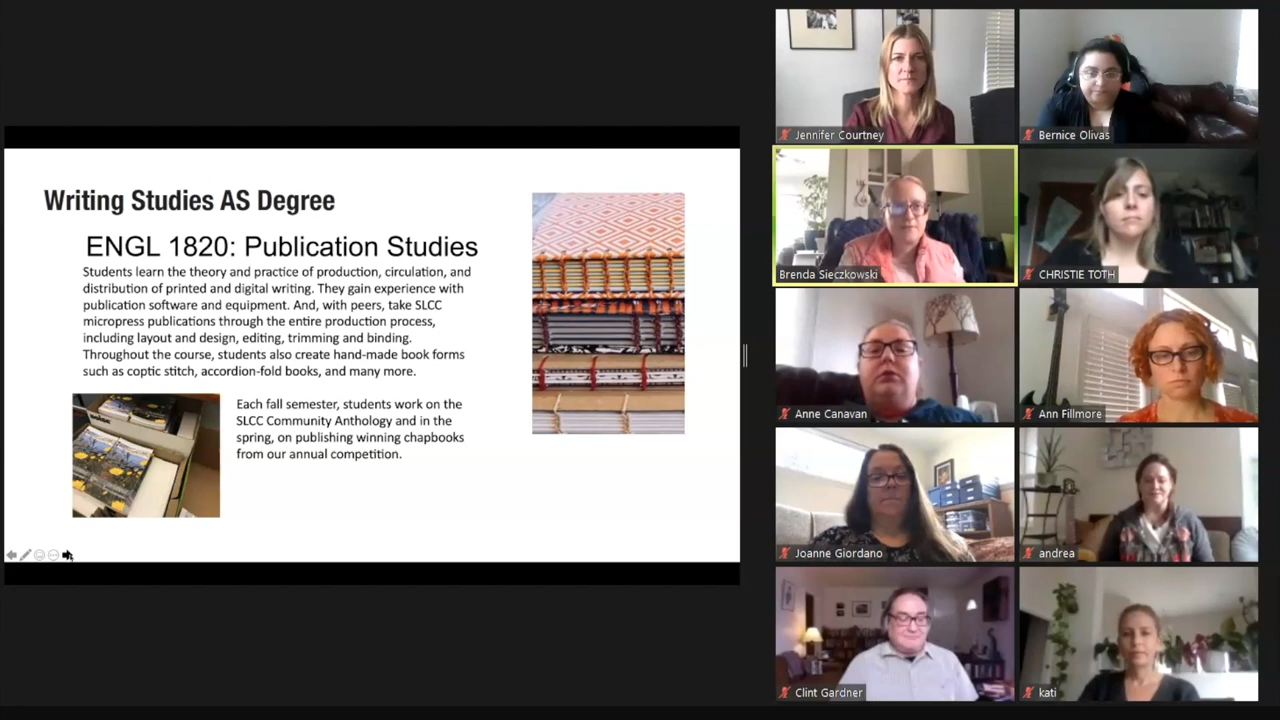 Writing Studies AS Degree
ENGL 1820: Publication Studies
Students learn the theory and practice of production, circulation, and
distribution of printed and digital writing. They gain experience with
publication software and equipment. And, with peers, take SLCC
micropress publications through the entire production process,
including layout and design, editing, trimming and binding.
Throughout the course, students also create hand-made book forms
such as coptic stitch, accordion-fold books, and many more.
Each fall semester, students work on the
SLCC Community Anthology and in the
spring, on publishing winning chapbooks
from our annual competition.
Jennifer Courtney
Bernice Olivas
Brenda Sieczkowski
CHRISTIE TOTH
Anne Canavan
Ann Fillmore
Joanne Giordano
andrea
Clint Gardner
kati